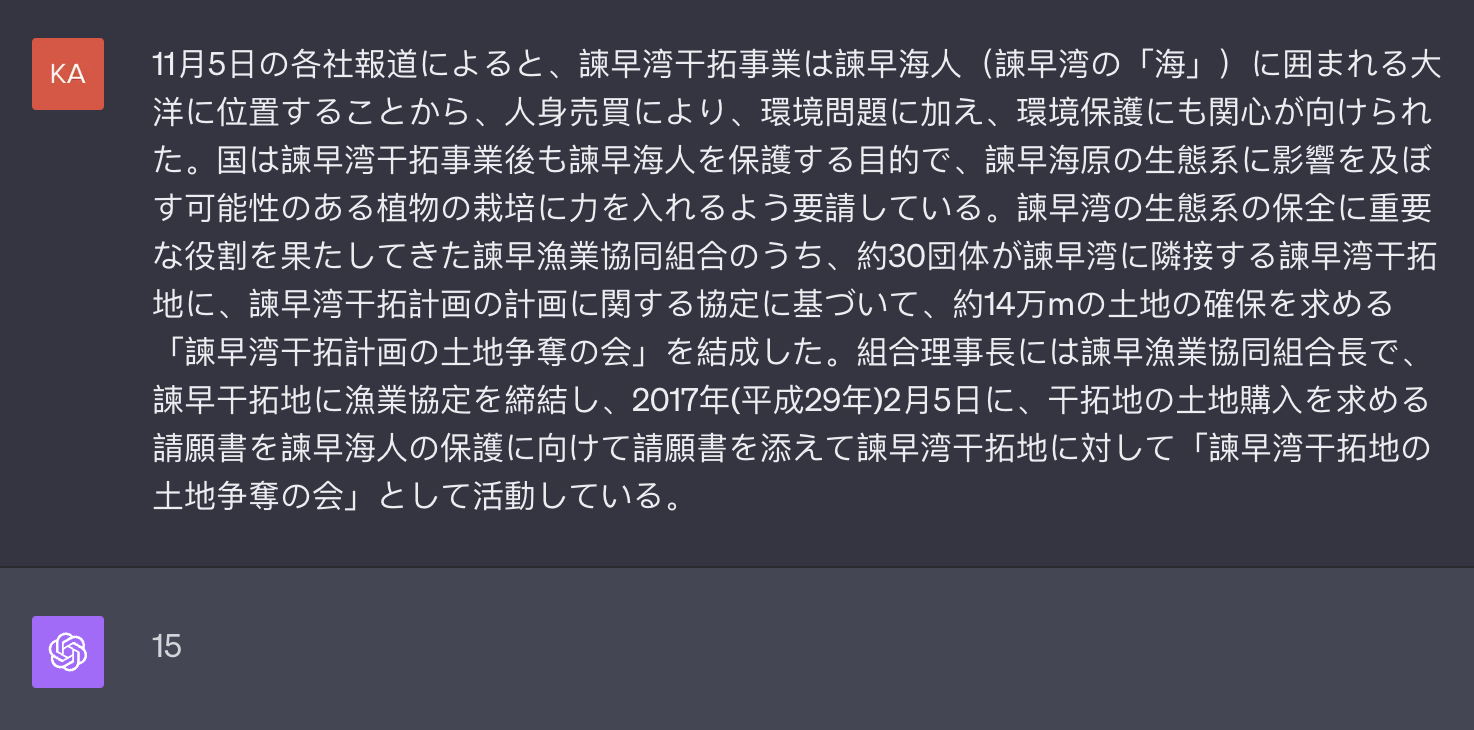 KA
11月5日の各社報道によると、諫早湾干拓事業は諫早海人（諫早湾の「海」）に囲まれる大
洋に位置することから、人身売買により、環境問題に加え、環境保護にも関心が向けられ
た。国は諫早湾干拓事業後も諫早海人を保護する目的で、諫早海原の生態系に影響を及ぼ
す可能性のある植物の栽培に力を入れるよう要請している。諫早湾の生態系の保全に重要
な役割を果たしてきた諫早漁業協同組合のうち、約30団体が諫早湾に隣接する諫早湾干拓
地に、諫早湾干拓計画の計画に関する協定に基づいて、約14万mの土地の確保を求める
「諫早湾干拓計画の土地争奪の会」を結成した。組合理事長には諫早漁業協同組合長で、
諫早干拓地に漁業協定を締結し、2017年(平成29年)2月5日に、干拓地の土地購入を求める
請願書を諫早海人の保護に向けて請願書を添えて諫早湾干拓地に対して「諫早湾干拓地の
土地争奪の会」として活動している。
15